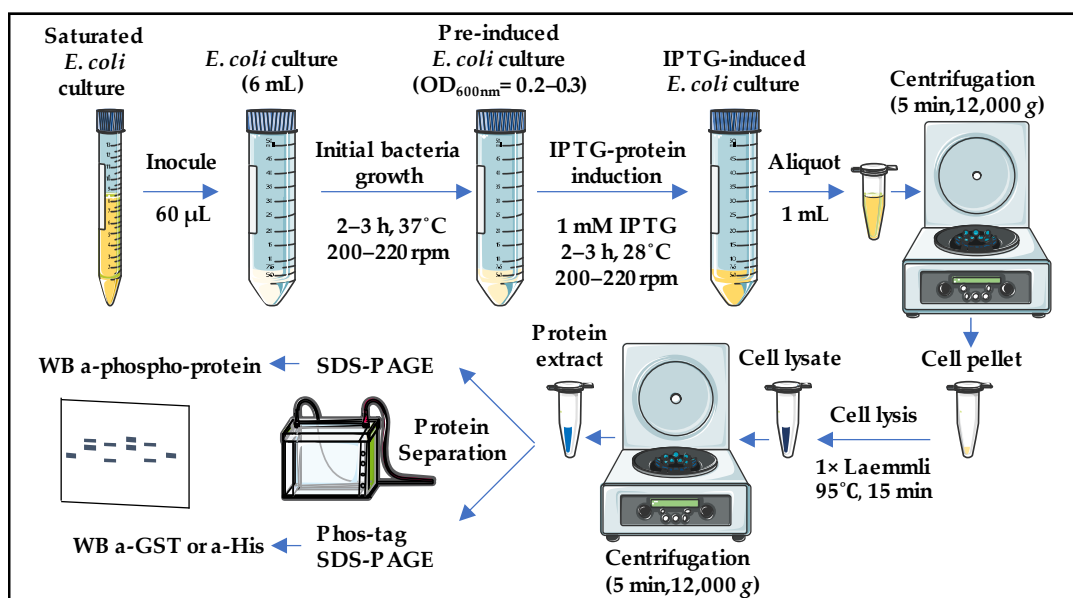 Saturated
E. coli
culture
Inocule
60 µL
E. coli culture
(6 mL)
Initial bacteria
growth
2–3 h, 37°C
200–220 rpm
Pre-induced
E. coli culture
(OD600nm= 0.2–0.3)
IPTG-protein
induction
1 mM IPTG
2–3 h, 28°C
200–220 rpm
IPTG-induced
E. coli culture
Aliquot
1 mL
Centrifugation
(5 min,12,000 g)
Cell pellet
Cell lysis
1× Laemmli
95°C, 15 min
Cell lysate
Centrifugation
(5 min,12,000 g)
Protein
extract
Protein
Separation
SDS-PAGE
WB a-phospho-protein
Phos-tag
SDS-PAGE
WB a-GST or a-His